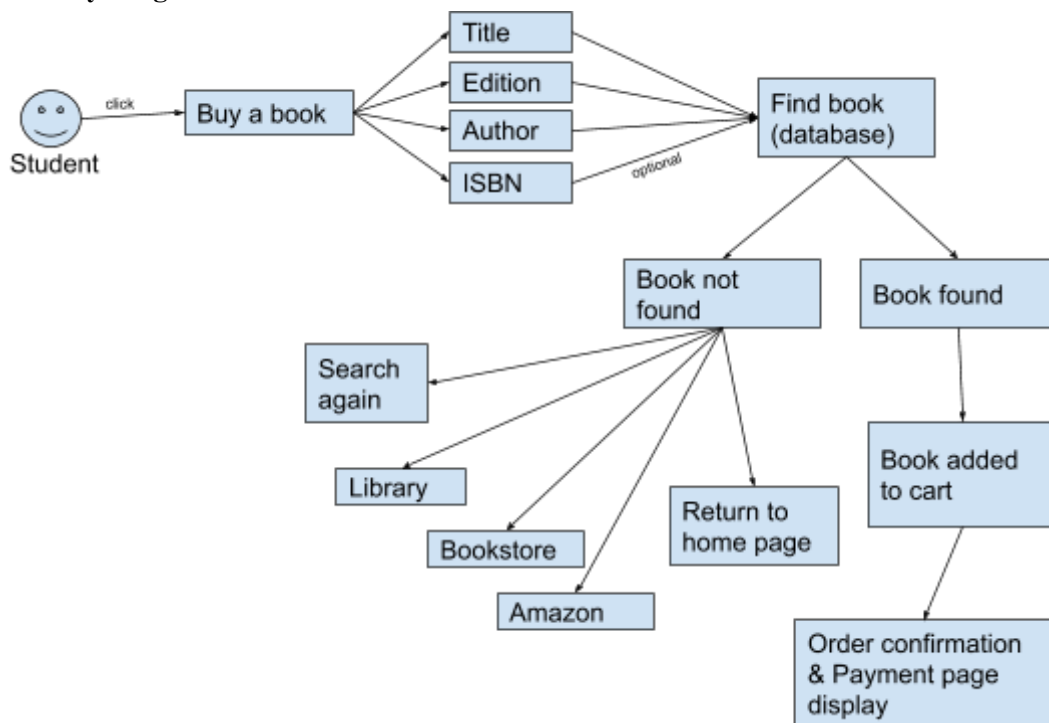 Title
Edition
Author
ISBN
click
Buy a book
Student
optional
Find book
(database)
Book not
found
Book found
Search
again
Library
Bookstore
Amazon
Return to
home page
Book added
to cart
Order confirmation
& Payment page
display